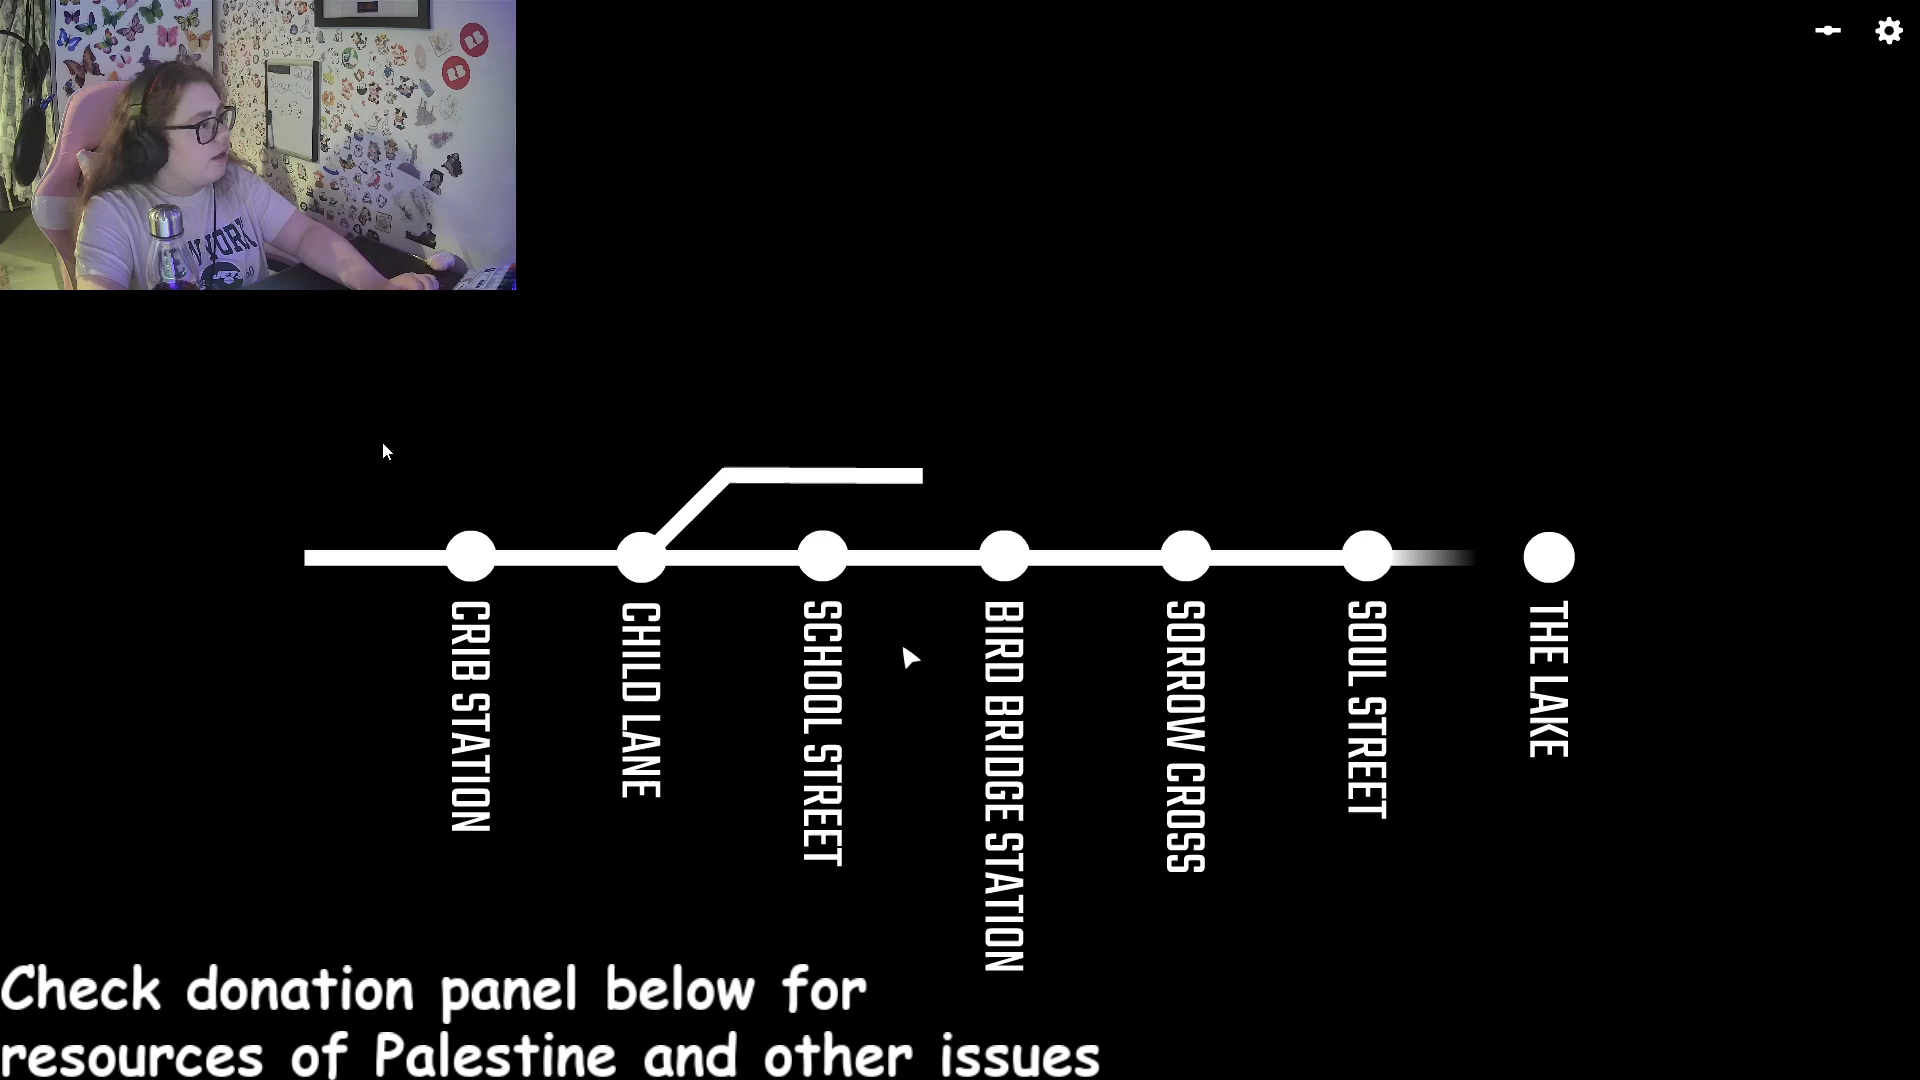 CRIB STATION
CHILD LANE
SCHOOL STREET
BIRD BRIDGE STATION
SORROW CROSS
SOUL STREET
THE LAKE
Check donation panel below for
resources of Palestine and other issues